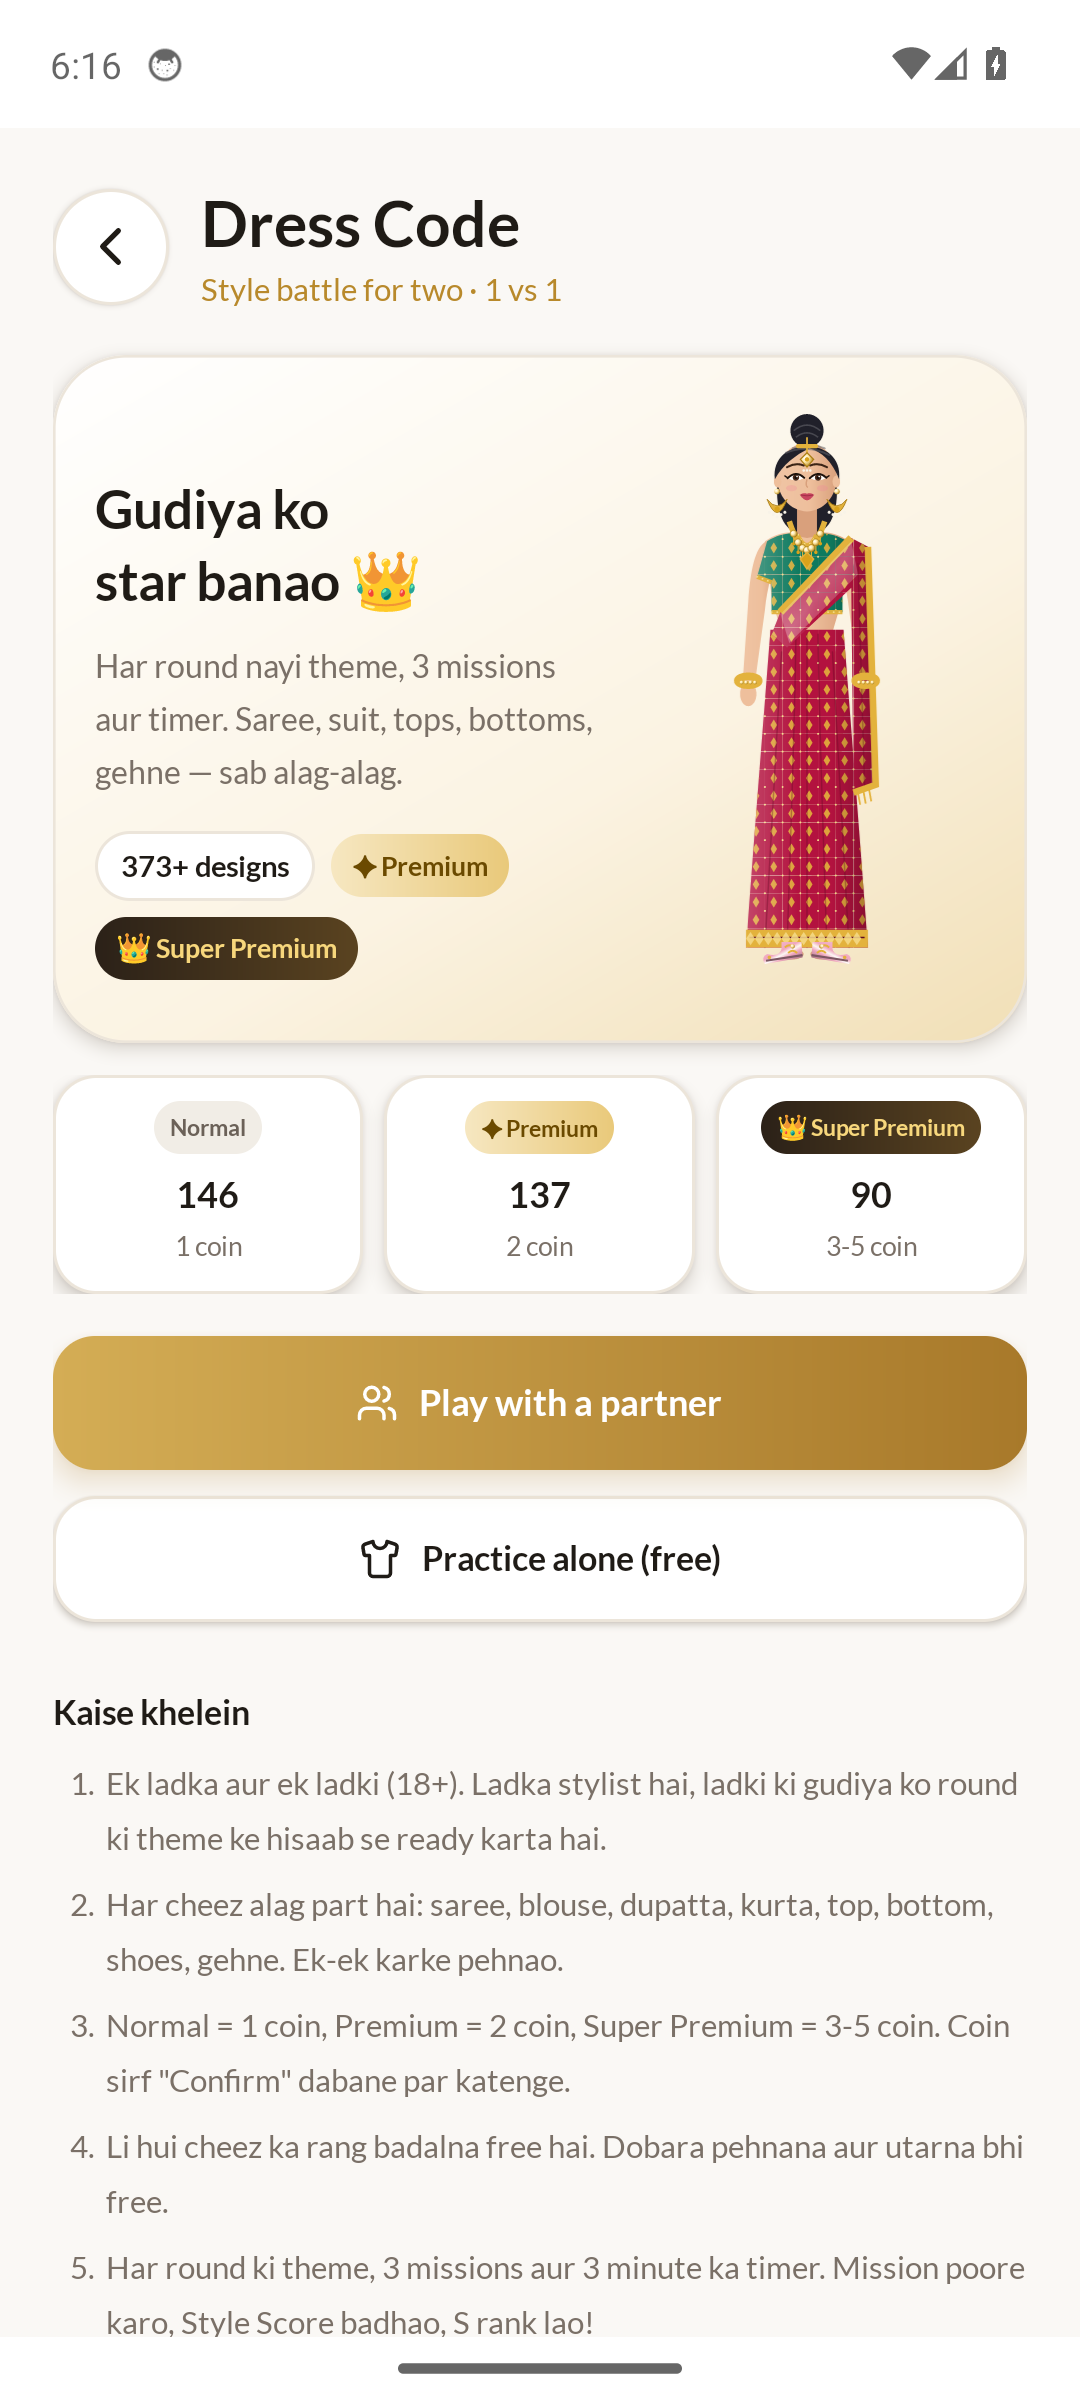 6:16
Dress Code
Style battle for two · 1 vs 1
Gudiya ko
star banao 👑
Har round nayi theme, 3 missions
aur timer. Saree, suit, tops, bottoms,
gehne — sab alag-alag.
373+ designs
✦ Premium
👑 Super Premium
Normal
146
1 coin
✦ Premium
137
2 coin
👑 Super Premium
90
3-5 coin
Play with a partner
Practice alone (free)
Kaise khelein
1. Ek ladka aur ek ladki (18+). Ladka stylist hai, ladki ki gudiya ko round
ki theme ke hisaab se ready karta hai.
2. Har cheez alag part hai: saree, blouse, dupatta, kurta, top, bottom,
shoes, gehne. Ek-ek karke pehnao.
3. Normal = 1 coin, Premium = 2 coin, Super Premium = 3-5 coin. Coin
sirf "Confirm" dabane par katenge.
4. Li hui cheez ka rang badalna free hai. Dobara pehnana aur utarna bhi
free.
5. Har round ki theme, 3 missions aur 3 minute ka timer. Mission poore
karo, Style Score badhao, S rank lao!